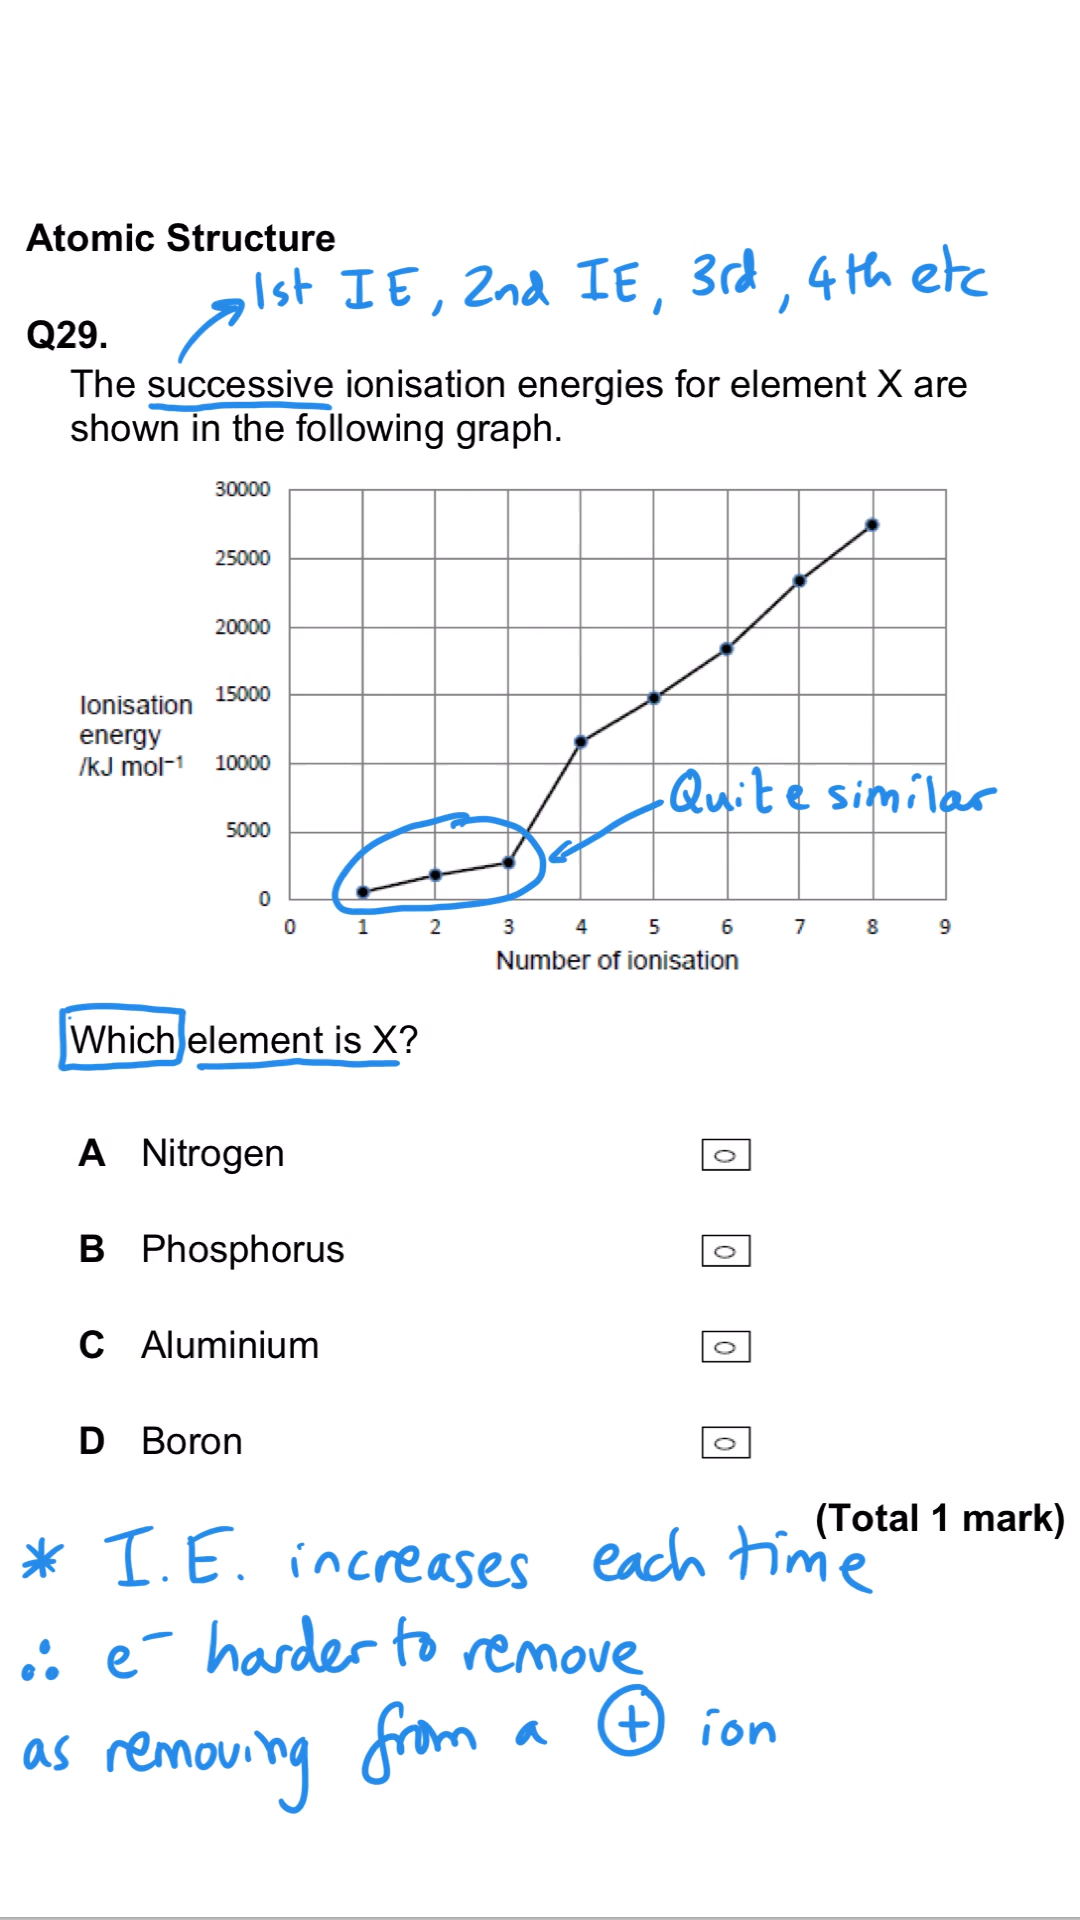 Atomic Structure
1st IE, 2nd IE, 3rd, 4th etc
Q29.
The successive ionisation energies for element X are
shown in the following graph.
30000
25000
20000
15000
10000
5000
0
Ionisation
energy
/kJ mol⁻¹
Quite similar
0 1 2 3 4 5 6 7 8 9
Number of ionisation
Which element is X?
A Nitrogen
B Phosphorus
C Aluminium
D Boron
(Total 1 mark)
* I.E. increases each time
∴ e⁻ harder to remove
as removing from a + ion